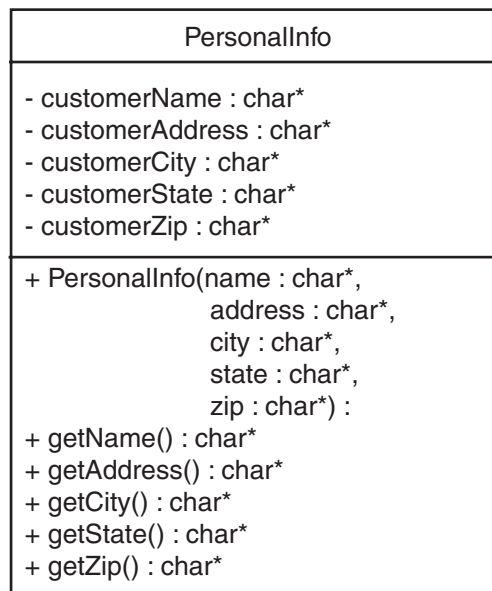 PersonalInfo
- customerName : char*
- customerAddress : char*
- customerCity : char*
- customerState : char*
- customerZip : char*
+ PersonalInfo(name : char*,
address : char*,
city : char*,
state : char*,
zip : char*) :
+ getName() : char*
+ getAddress() : char*
+ getCity() : char*
+ getState() : char*
+ getZip() : char*